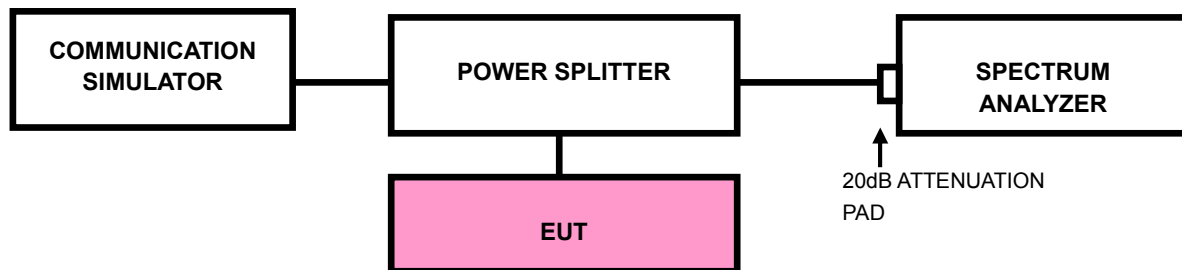 COMMUNICATION
SIMULATOR
POWER SPLITTER
SPECTRUM
ANALYZER
20dB ATTENUATION
PAD
EUT